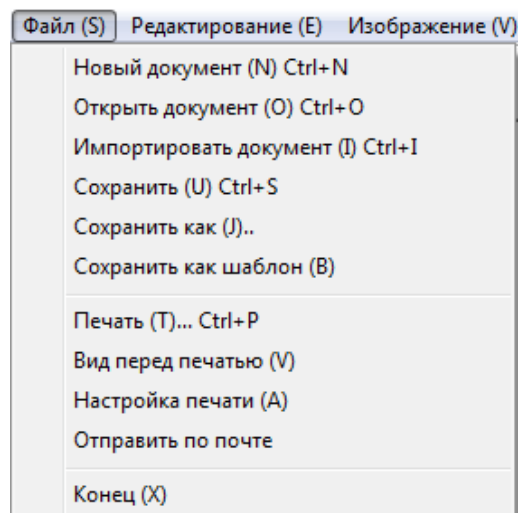 Файл (S) Редактирование (E) Изображение (V)
Новый документ (N) Ctrl+N
Открыть документ (O) Ctrl+O
Импортировать документ (I) Ctrl+I
Сохранить (U) Ctrl+S
Сохранить как (J)..
Сохранить как шаблон (B)
Печать (T)... Ctrl+P
Вид перед печатью (V)
Настройка печати (A)
Отправить по почте
Конец (X)